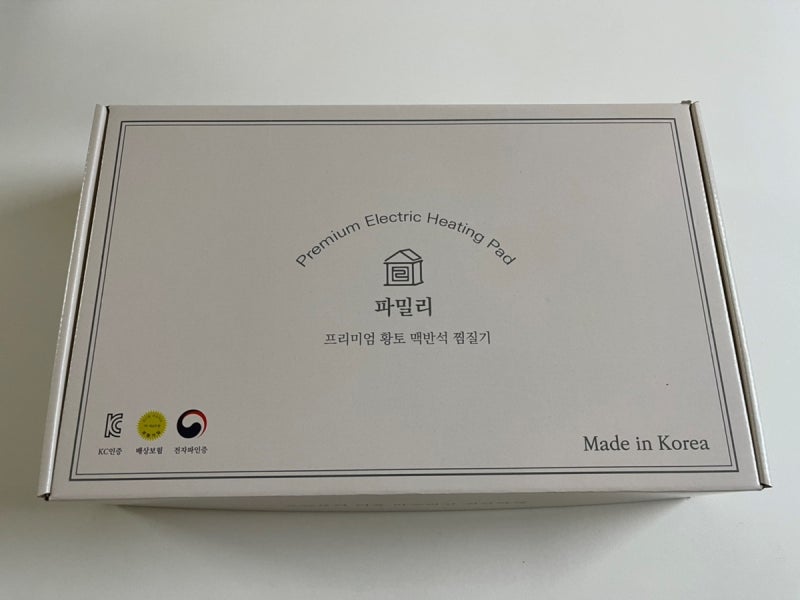 Premium Electric Heating Pad
파밀리
프리미엄 황토 맥반석 찜질기
KC인증
배상보험
전자파인증
Made in Korea